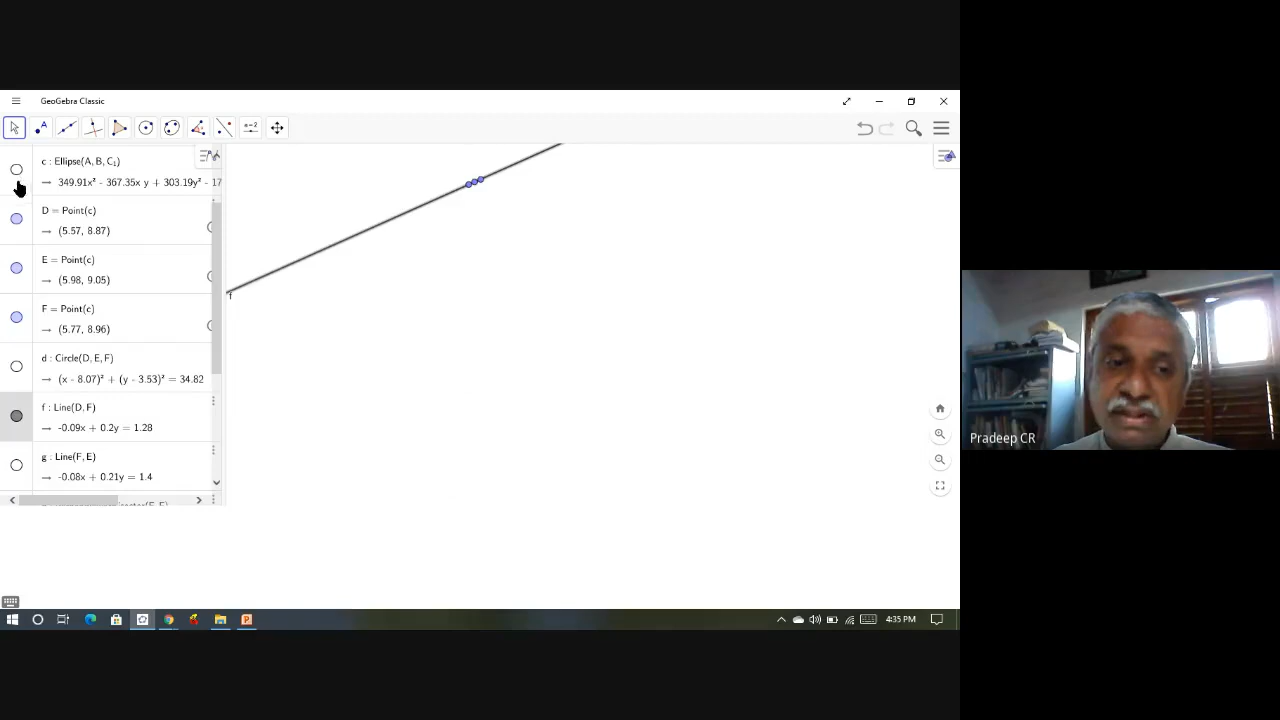 GeoGebra Classic
A
a=2
c : Ellipse(A, B, C₁)
→ 349.91x² - 367.35x y + 303.19y² - 17
D = Point(c)
→ (5.57, 8.87)
E = Point(c)
→ (5.98, 9.05)
F = Point(c)
→ (5.77, 8.96)
d : Circle(D, E, F)
→ (x - 8.07)² + (y - 3.53)² = 34.82
f : Line(D, F)
→ -0.09x + 0.2y = 1.28
g : Line(F, E)
→ -0.08x + 0.21y = 1.4
f
Pradeep CR
4:35 PM